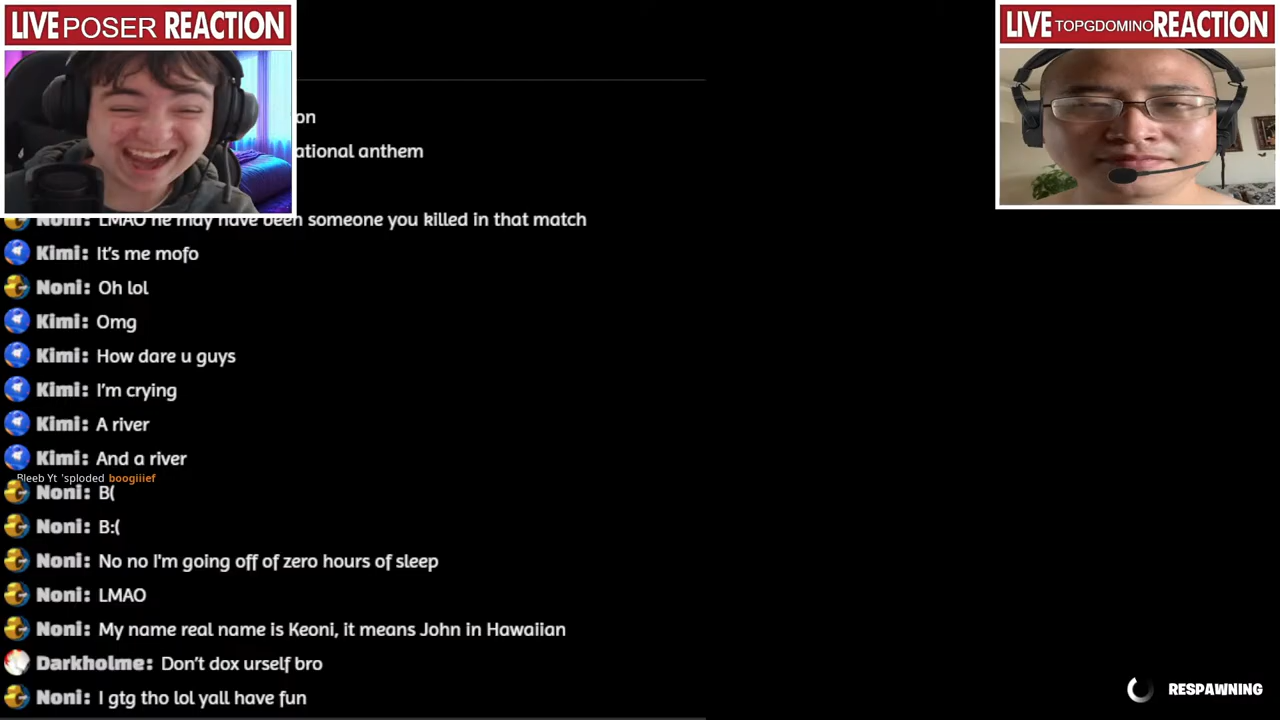 LIVE POSER REACTION
LIVE TOPGDOMINO REACTION
on
ational anthem
Noni: LMAO he may have been someone you killed in that match
Kimi: It's me mofo
Noni: Oh lol
Kimi: Omg
Kimi: How dare u guys
Kimi: I'm crying
Kimi: A river
Kimi: And a river
Bleeb Yt 'sploded boogiiief
Noni: B(
Noni: B:(
Noni: No no I'm going off of zero hours of sleep
Noni: LMAO
Noni: My name real name is Keoni, it means John in Hawaiian
Darkholme: Don't dox urself bro
Noni: I gtg tho lol yall have fun
RESPAWNING